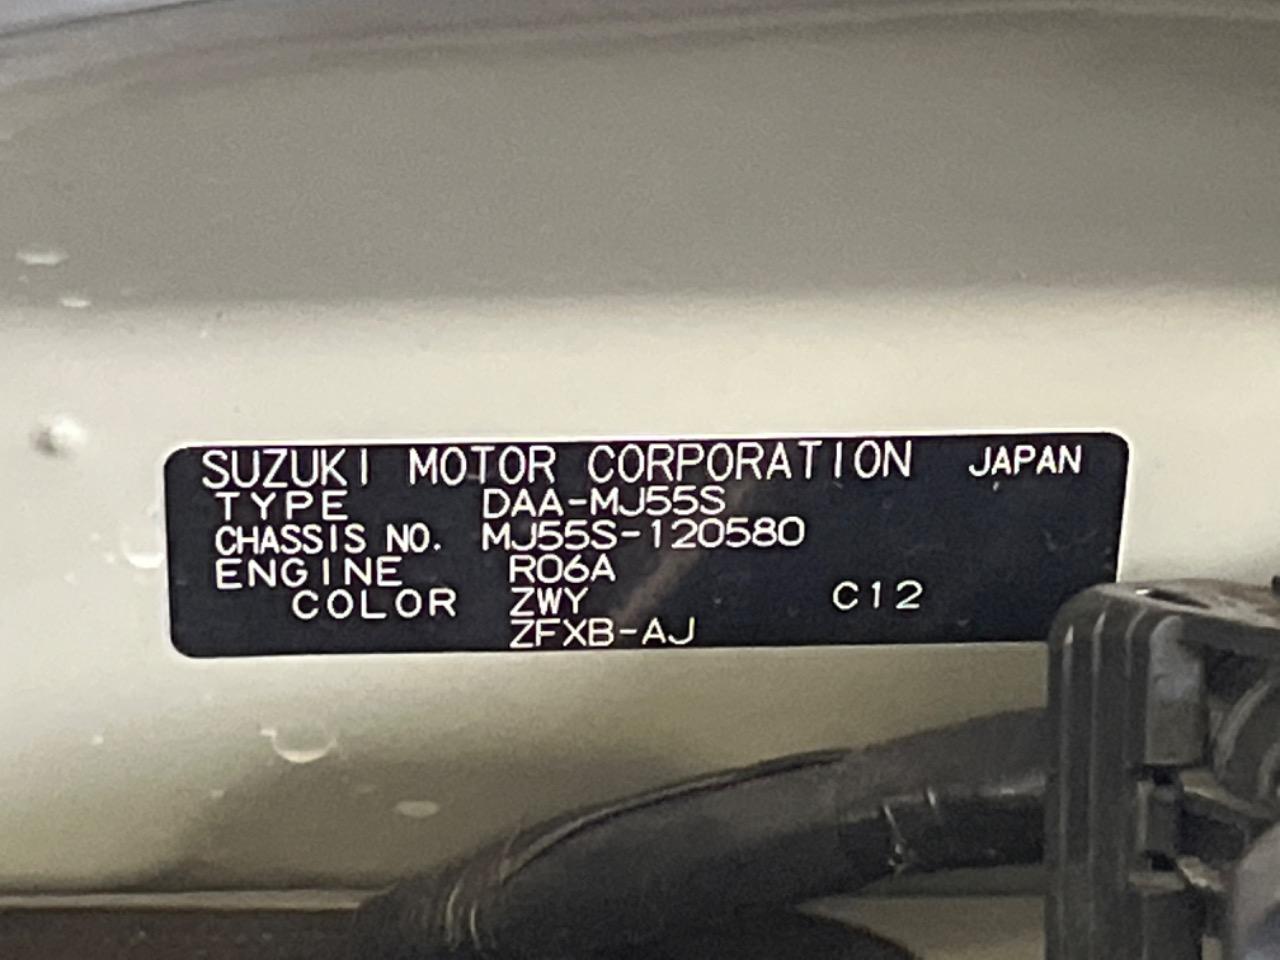 SUZUKI MOTOR CORPORATION JAPAN
TYPE DAA-MJ55S
CHASSIS NO. MJ55S-120580
ENGINE R06A
COLOR ZWY C12
ZFXB-AJ